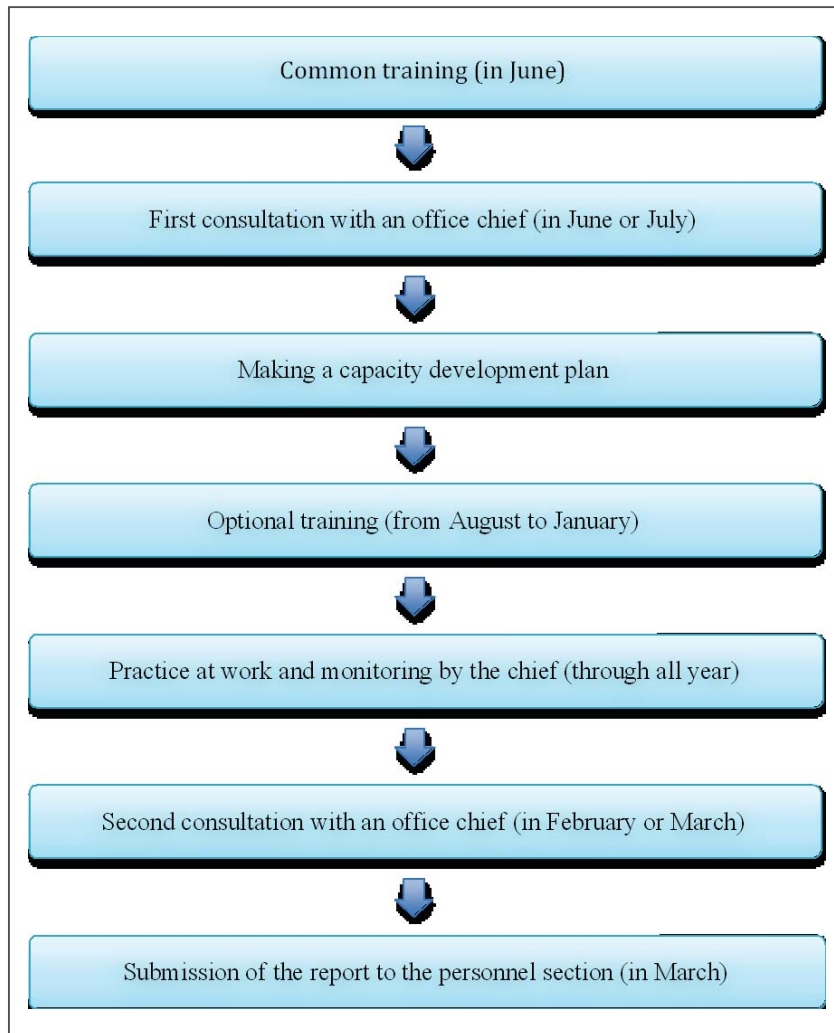 Common training (in June)
First consultation with an office chief (in June or July)
Making a capacity development plan
Optional training (from August to January)
Practice at work and monitoring by the chief (through all year)
Second consultation with an office chief (in February or March)
Submission of the report to the personnel section (in March)